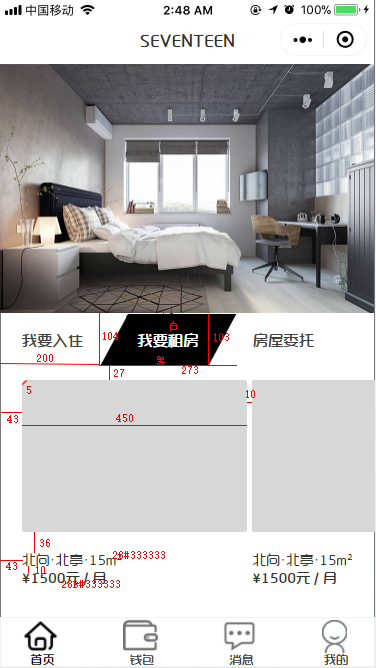 中国移动 2:48 AM 100%
SEVENTEEN
我要入住 我要租房 房屋委托
白
104
103
200
黑
273
27
5
10
43
450
36
北向·北亭·15m² 北向·北亭·15m²
28#333333
43
10
¥1500元 / 月 ¥1500元 / 月
首页 钱包 消息 我的